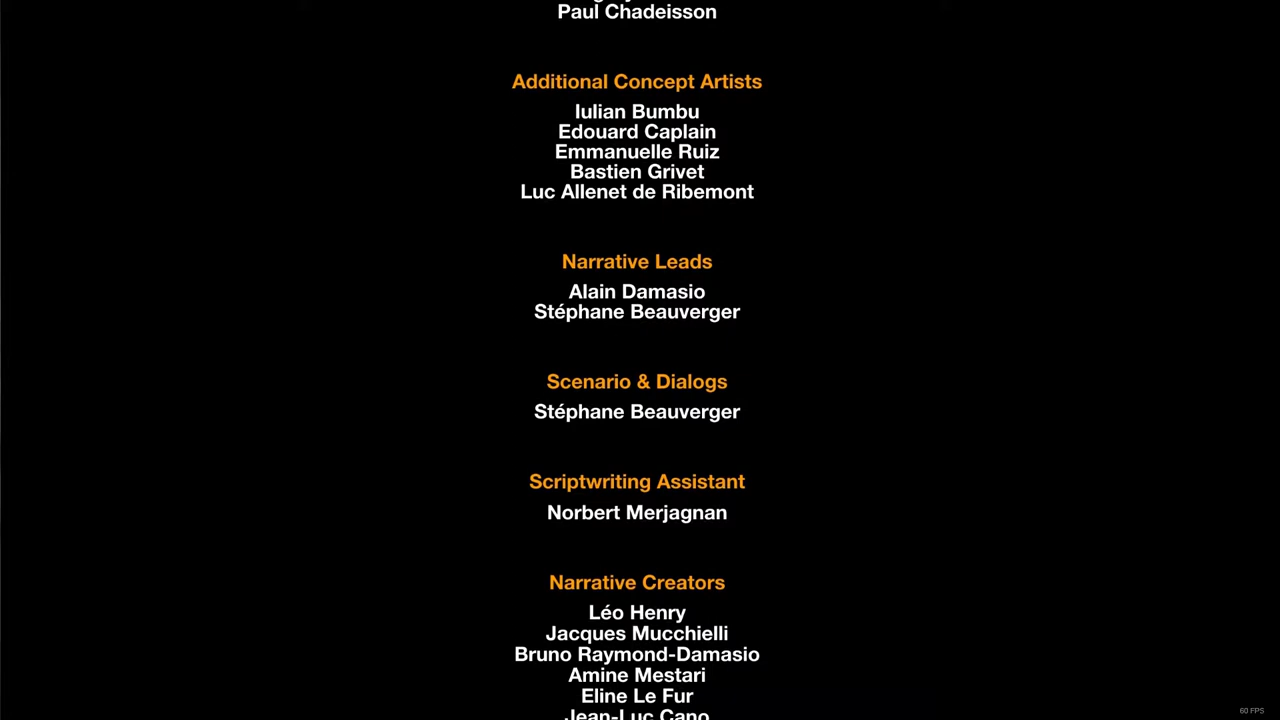 Paul Chadeisson
Additional Concept Artists
Iulian Bumbu
Edouard Caplain
Emmanuelle Ruiz
Bastien Grivet
Luc Allenet de Ribemont
Narrative Leads
Alain Damasio
Stéphane Beauverger
Scenario & Dialogs
Stéphane Beauverger
Scriptwriting Assistant
Norbert Merjagnan
Narrative Creators
Léo Henry
Jacques Mucchielli
Bruno Raymond-Damasio
Amine Mestari
Eline Le Fur
Jean-Luc Cano
60 FPS